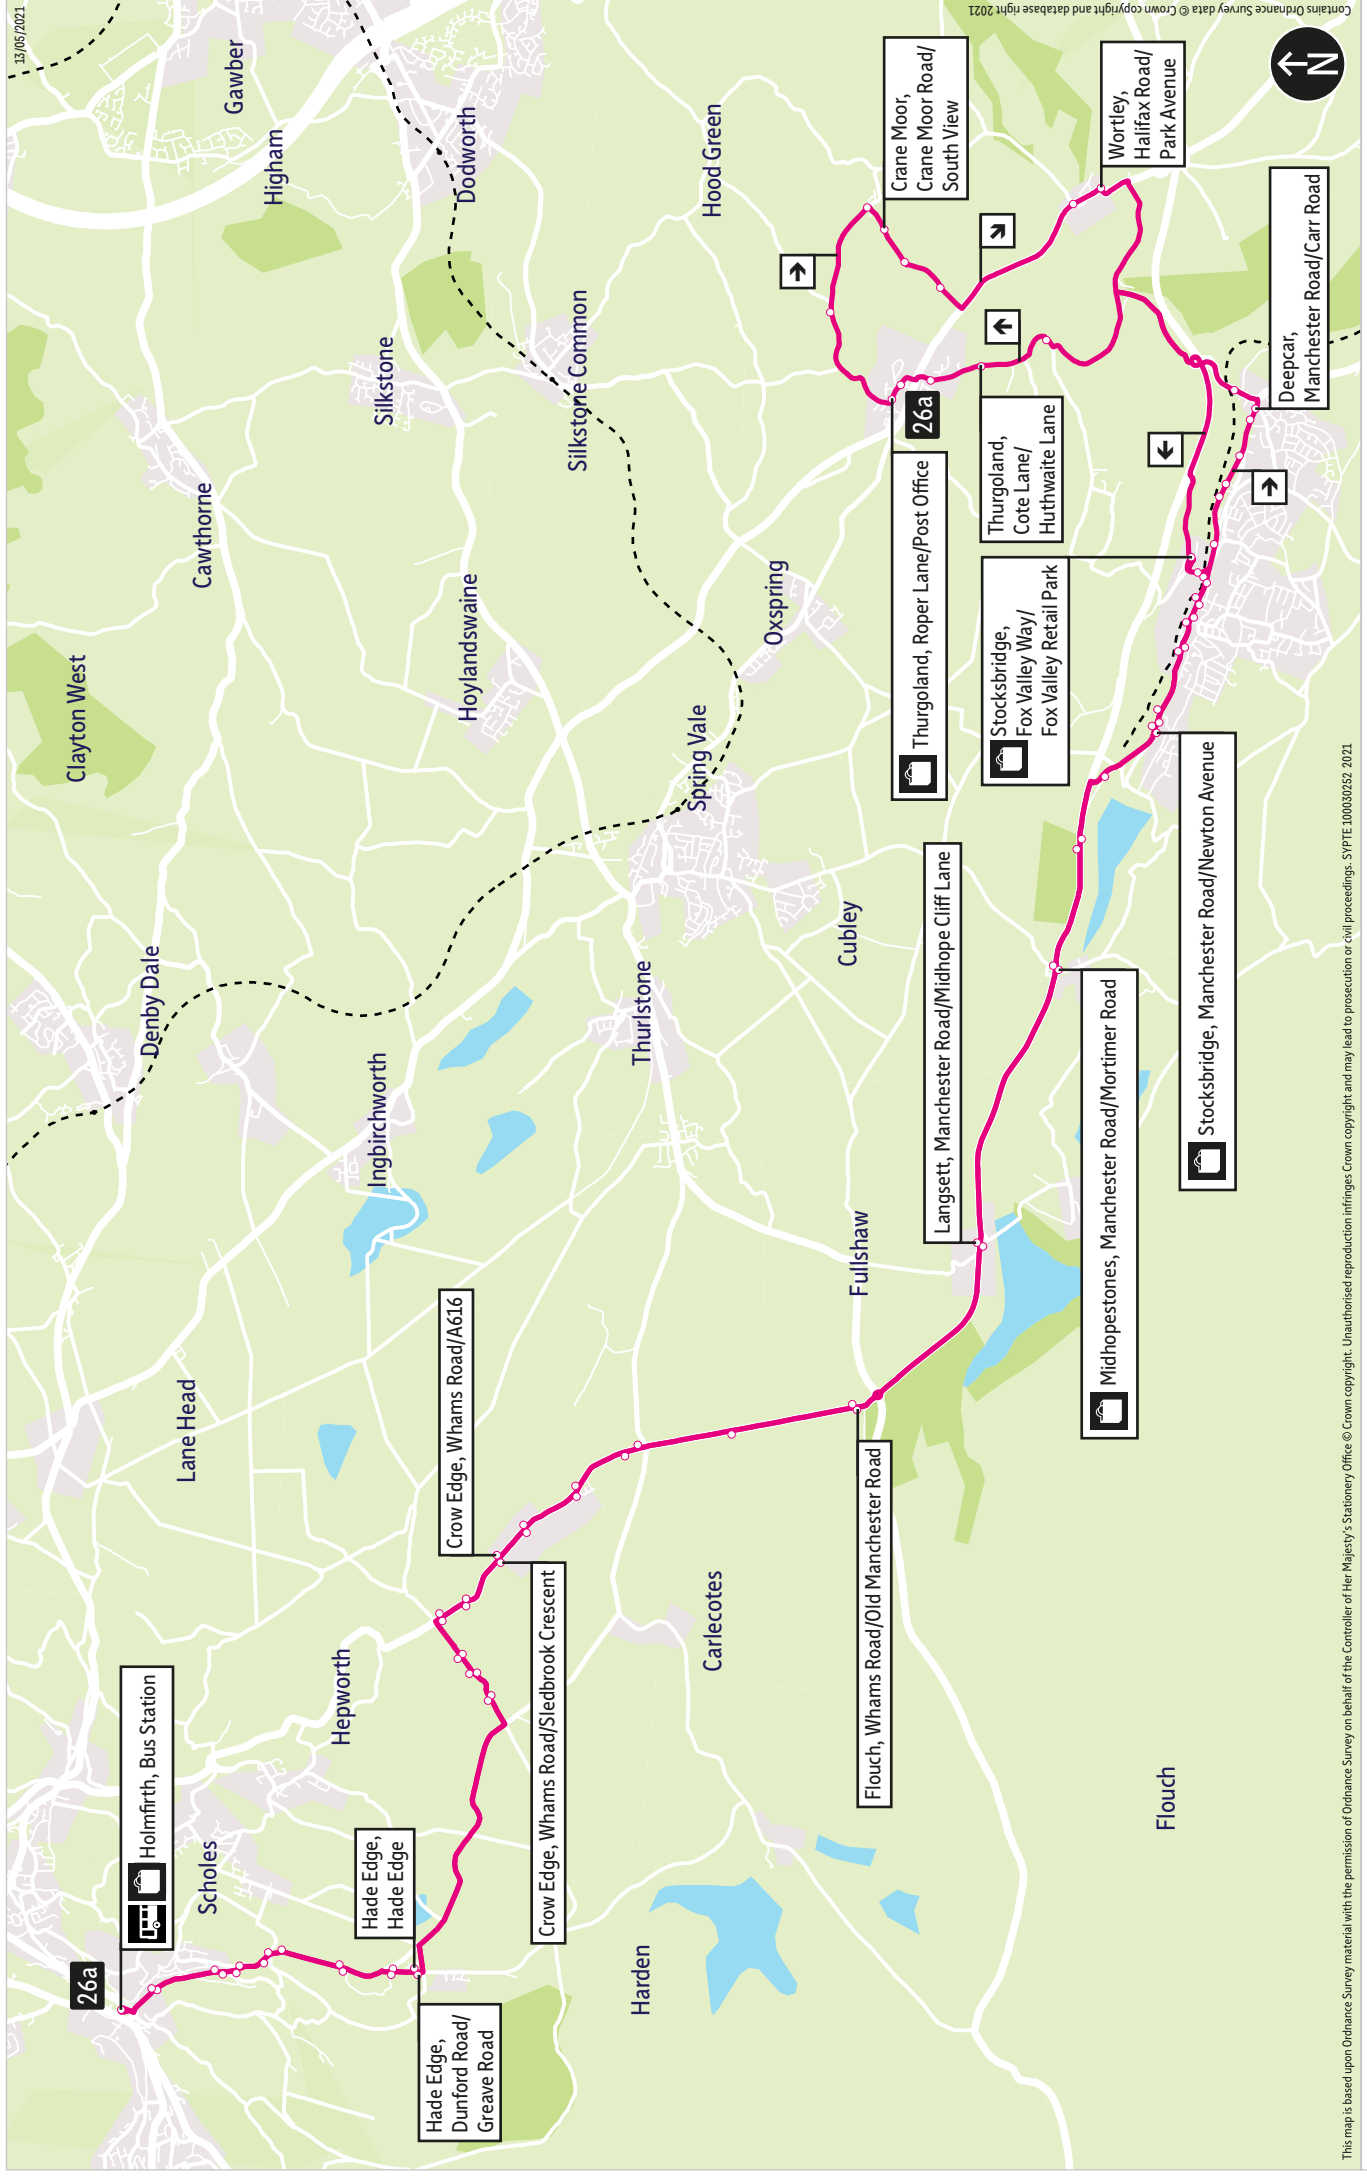 26a
Holmfirth, Bus Station
Scholes
Hade Edge,
Hade Edge
Hade Edge,
Dunford Road/
Greave Road
Hepworth
Lane Head
Harden
Carlecotes
Crow Edge, Whams Road/A616
Crow Edge, Whams Road/Sledbrook Crescent
Flouch, Whams Road/Old Manchester Road
Flouch
Fullshaw
Denby Dale
Ingbirchworth
Thurlstone
Cubley
Langsett, Manchester Road/Midhope Cliff Lane
Midhopestones, Manchester Road/Mortimer Road
Stocksbridge, Manchester Road/Newton Avenue
Clayton West
Cawthorne
Hoylandswaine
Spring Vale
Oxspring
Silkstone
Silkstone Common
Thurgoland, Roper Lane/Post Office
26a
Stocksbridge,
Fox Valley Way/
Fox Valley Retail Park
Thurgoland,
Cote Lane/
Huthwaite Lane
Gawber
Higham
Dodworth
Hood Green
Crane Moor,
Crane Moor Road/
South View
Wortley,
Halifax Road/
Park Avenue
Deepcar,
Manchester Road/Carr Road
N
13/05/2021
Contains Ordnance Survey data © Crown copyright and database right 2021
This map is based upon Ordnance Survey material with the permission of Ordnance Survey on behalf of the Controller of Her Majesty's Stationery Office © Crown copyright. Unauthorised reproduction infringes Crown copyright and may lead to prosecution or civil proceedings. SYPTE 100030252 2021